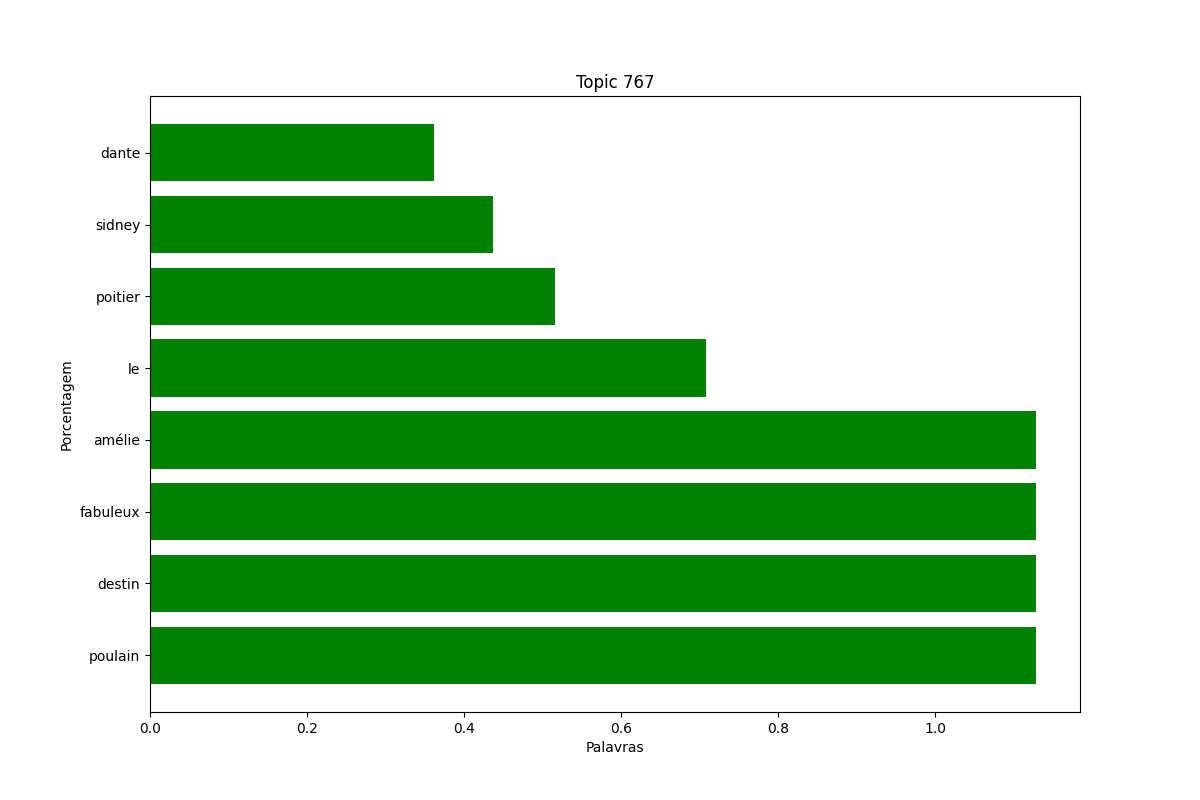 Topic 767
dante
sidney
poitier
le
amélie
fabuleux
destin
poulain
Porcentagem
0.0 0.2 0.4 0.6 0.8 1.0
Palavras